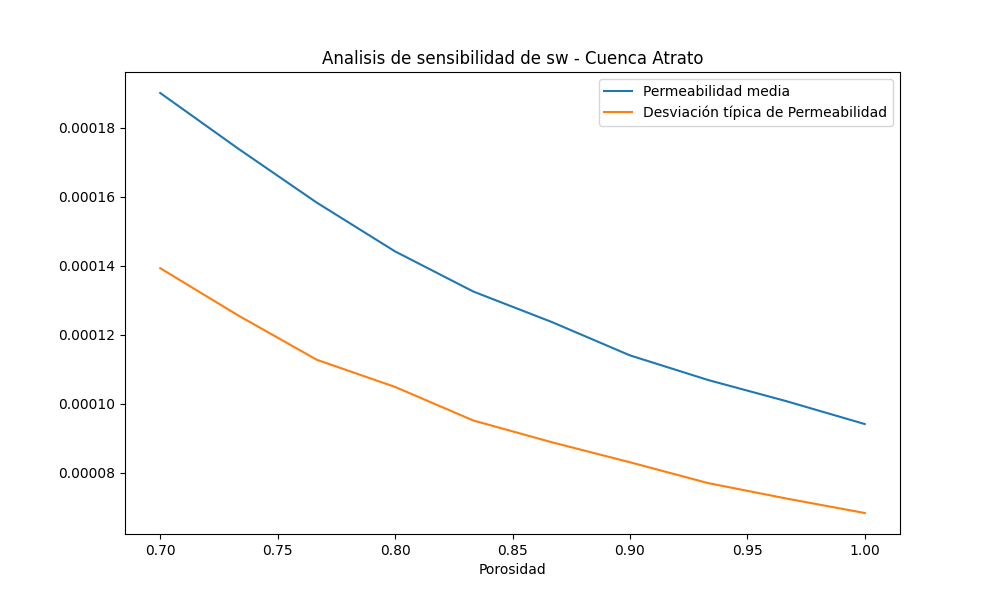 Analisis de sensibilidad de sw - Cuenca Atrato
Permeabilidad media
Desviación típica de Permeabilidad
0.00018
0.00016
0.00014
0.00012
0.00010
0.00008
0.70 0.75 0.80 0.85 0.90 0.95 1.00
Porosidad